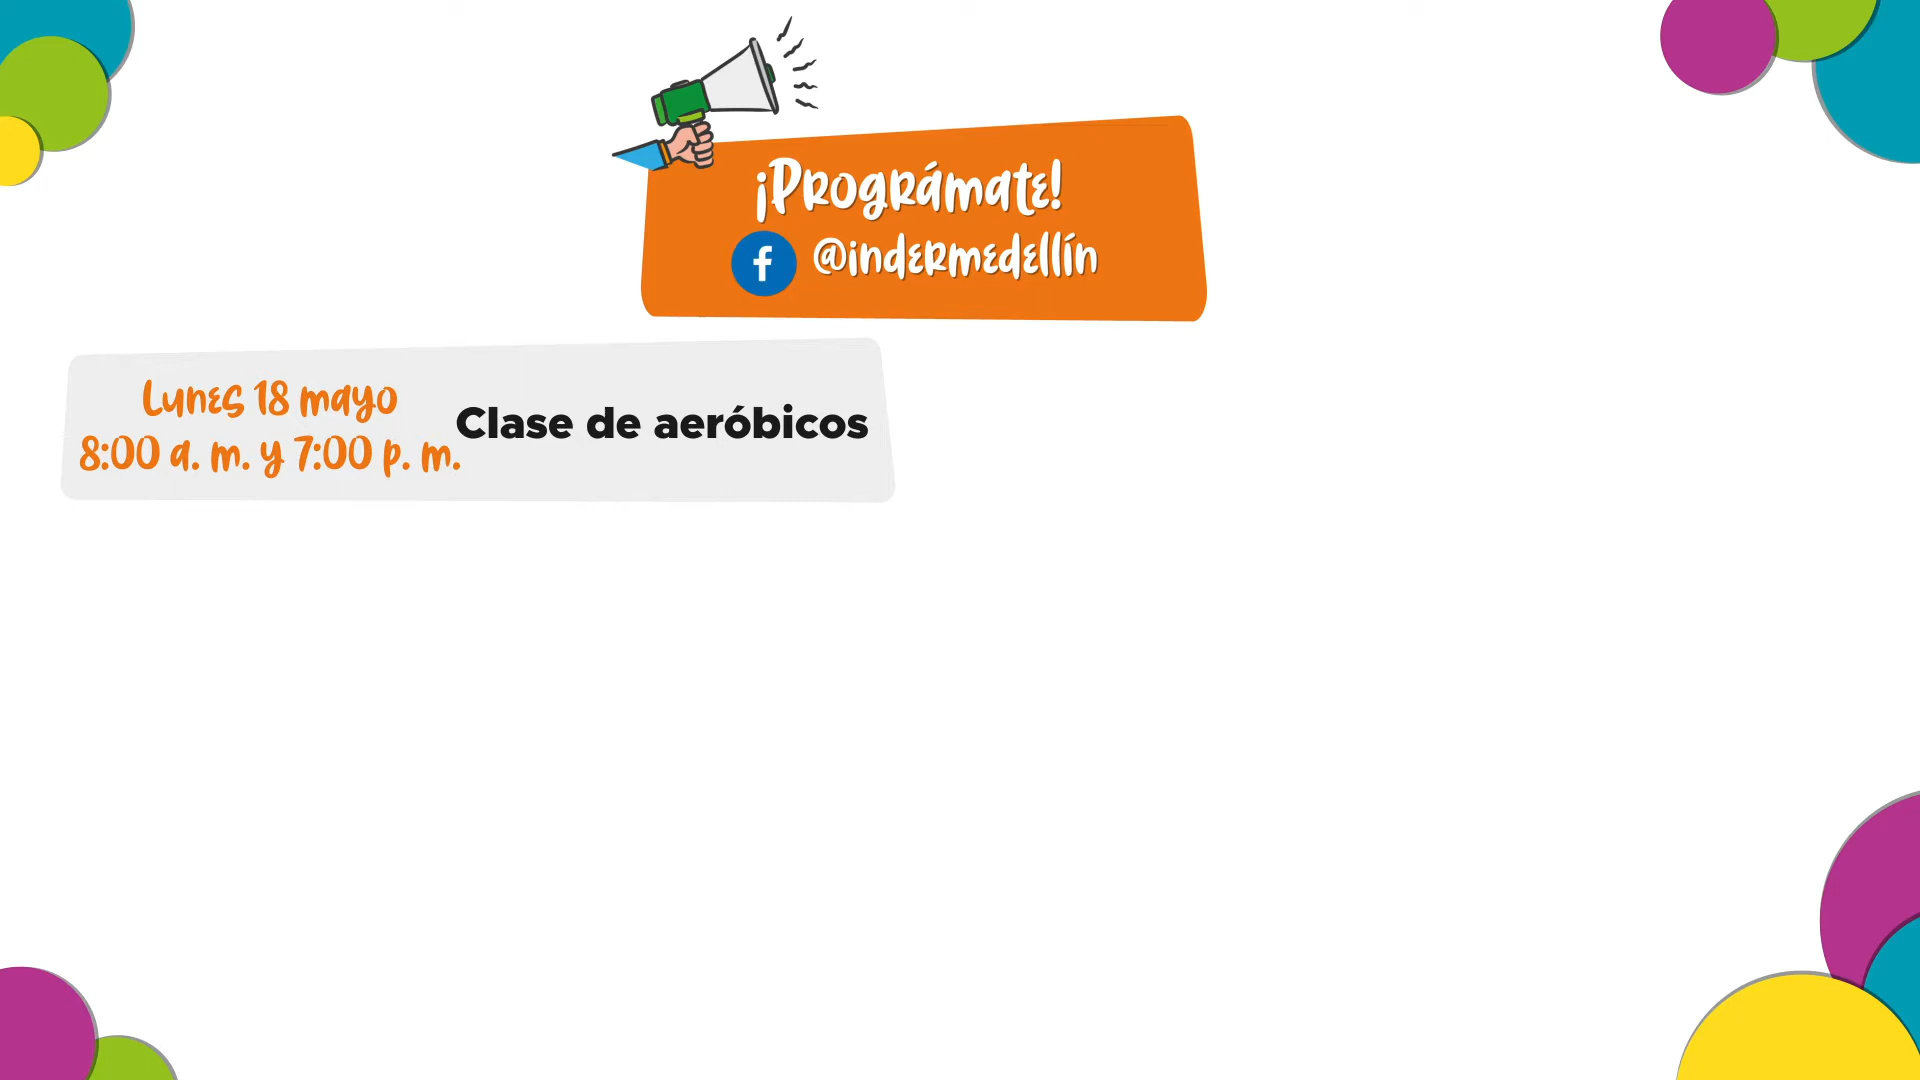 ¡Prográmate!
@indermedellín
Lunes 18 mayo
8:00 a. m. y 7:00 p. m.
Clase de aeróbicos